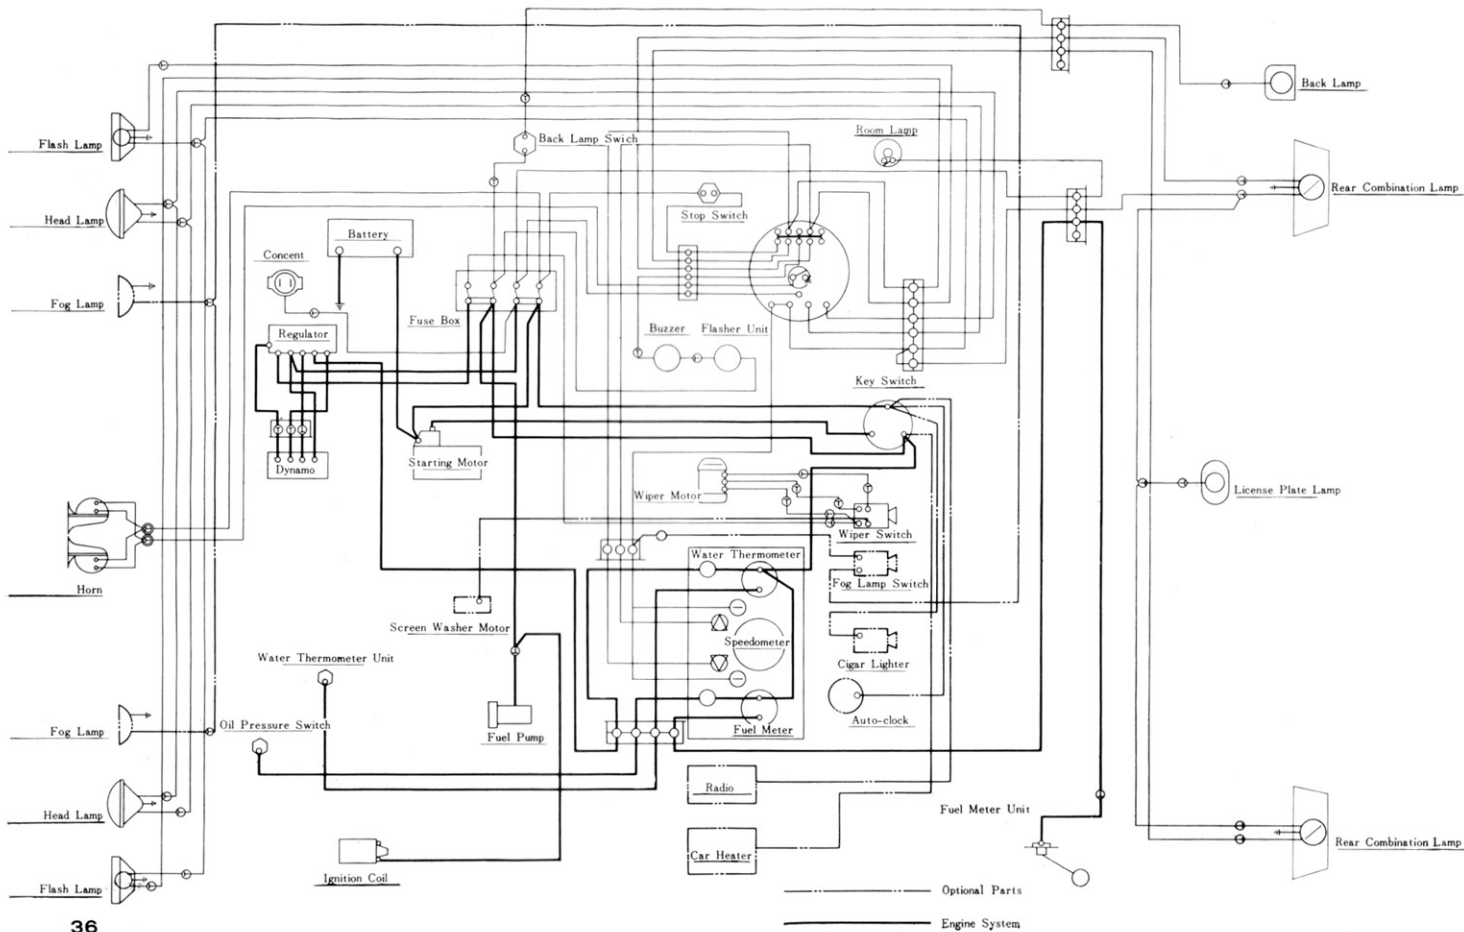 Flash Lamp
Head Lamp
Fog Lamp
Horn
Fog Lamp
Head Lamp
Flash Lamp
36
Concent
Battery
Regulator
Dynamo
Fuse Box
Starting Motor
Back Lamp Swich
Stop Switch
Room Lamp
Buzzer
Flasher Unit
Key Switch
Wiper Motor
Wiper Switch
Water Thermometer
Fog Lamp Switch
Screen Washer Motor
Speedometer
Cigar Lighter
Water Thermometer Unit
Oil Pressure Switch
Fuel Pump
Fuel Meter
Auto-clock
Radio
Car Heater
Ignition Coil
Fuel Meter Unit
Back Lamp
Rear Combination Lamp
License Plate Lamp
Rear Combination Lamp
Optional Parts
Engine System